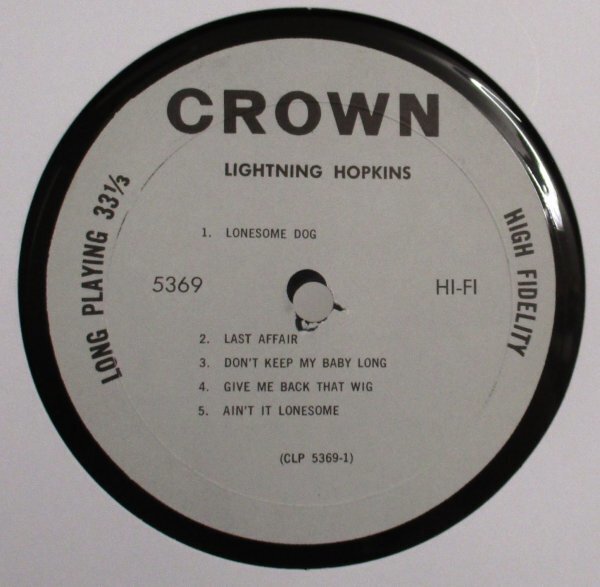 CROWN
LIGHTNING HOPKINS
LONG PLAYING 33⅓
HIGH FIDELITY
1. LONESOME DOG
5369
HI-FI
2. LAST AFFAIR
3. DON'T KEEP MY BABY LONG
4. GIVE ME BACK THAT WIG
5. AIN'T IT LONESOME
(CLP 5369-1)